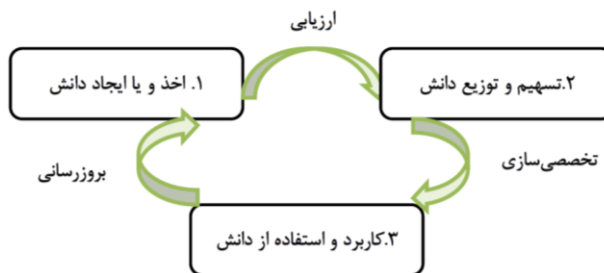 ارزیابی
۱. اخذ و یا ایجاد دانش
۲.تسهیم و توزیع دانش
بروزرسانی
تخصصی‌سازی
۳.کاربرد و استفاده از دانش